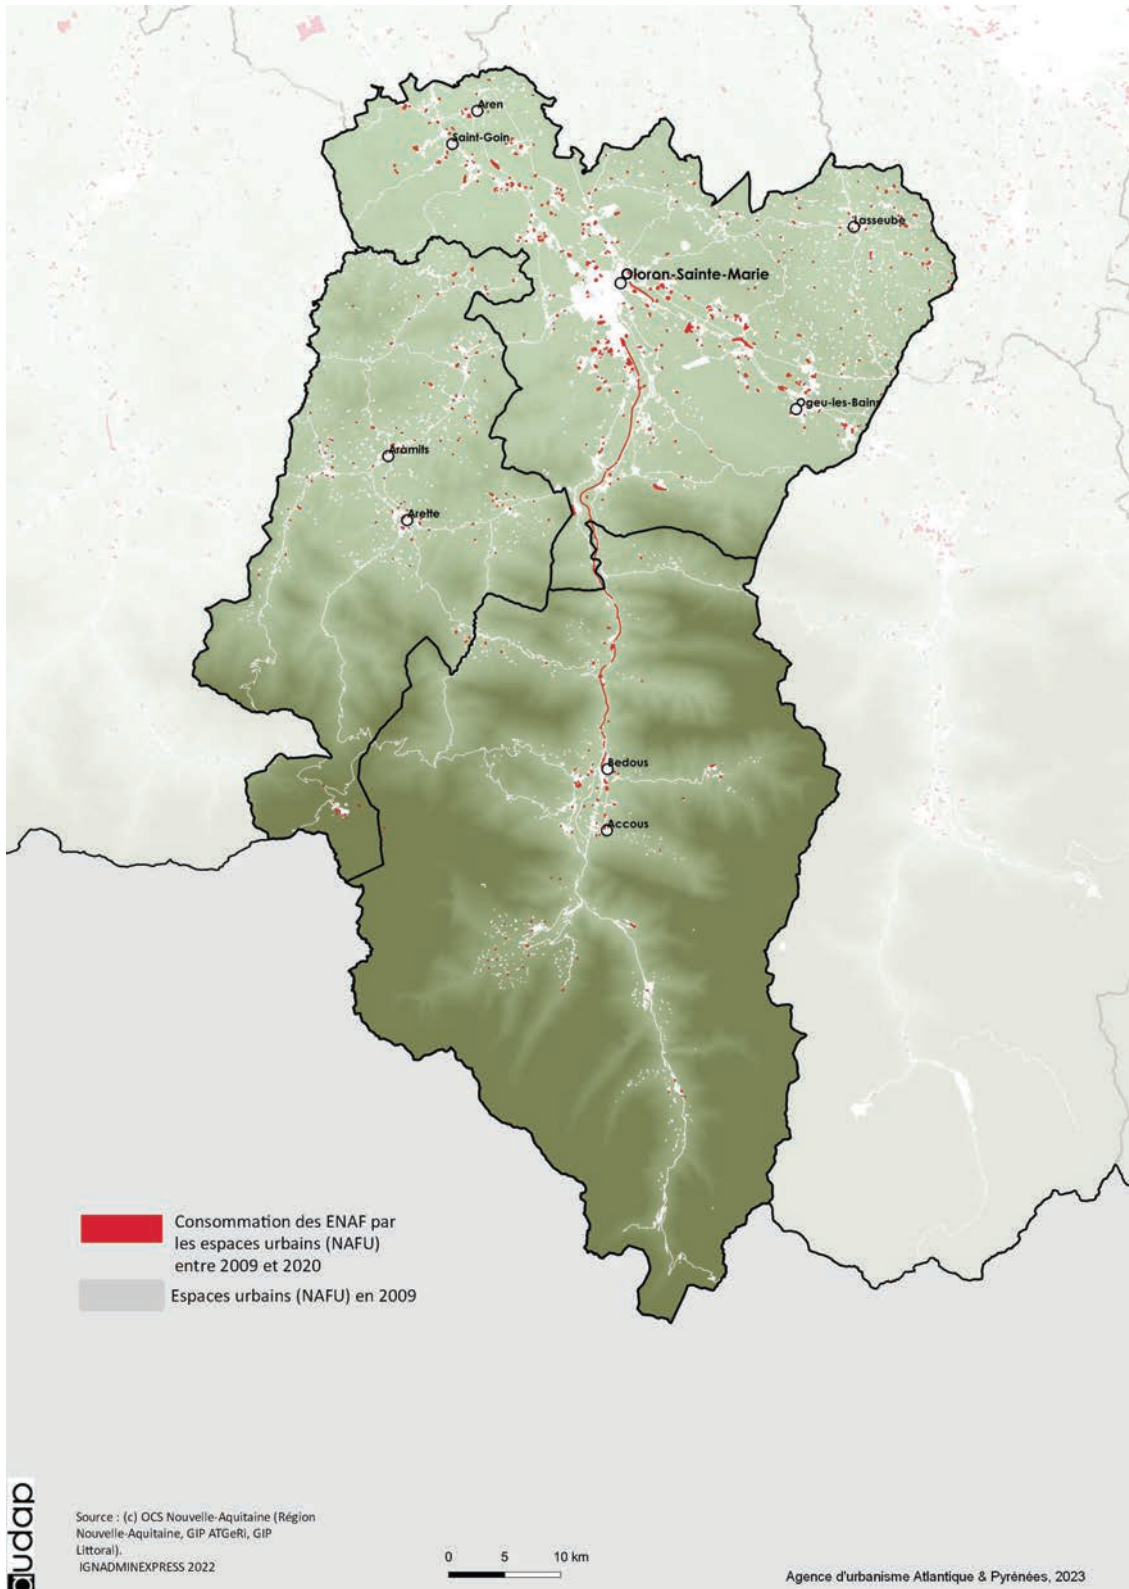 Aren
Saint-Goin
Lasseube
Oloron-Sainte-Marie
Ogeu-les-Bains
Aramits
Arette
Bedous
Accous
Consommation des ENAF par
les espaces urbains (NAFU)
entre 2009 et 2020
Espaces urbains (NAFU) en 2009
audap
Source : (c) OCS Nouvelle-Aquitaine (Région
Nouvelle-Aquitaine, GIP ATGeRi, GIP
Littoral).
IGNADMINEXPRESS 2022
0 5 10 km
Agence d'urbanisme Atlantique & Pyrénées, 2023